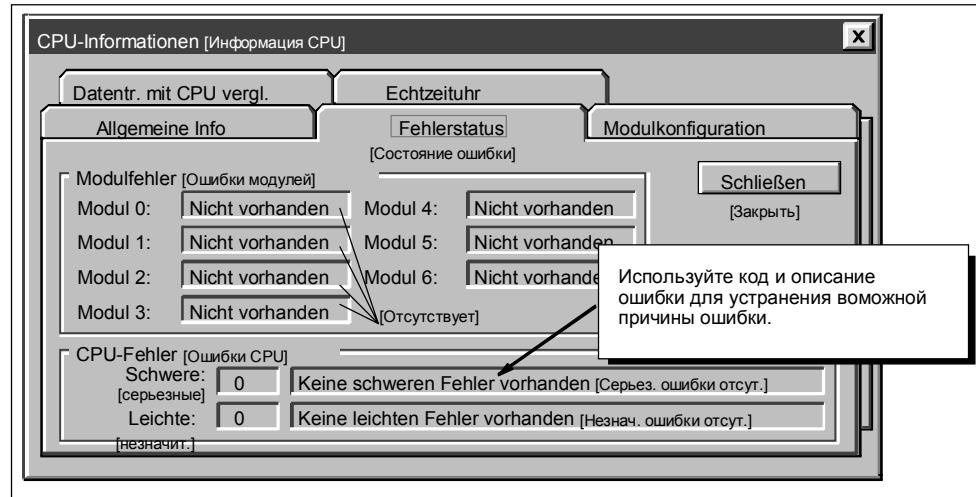 CPU-Informationen [Информация CPU]
X
Datentr. mit CPU vergl.
Echtzeituhr
Allgemeine Info
Fehlerstatus
Modulkonfiguration
[Состояние ошибки]
Modulfehler [Ошибки модулей]
Schließen
[Закрыть]
Modul 0: Nicht vorhanden
Modul 4: Nicht vorhanden
Modul 1: Nicht vorhanden
Modul 5: Nicht vorhanden
Modul 2: Nicht vorhanden
Modul 6: Nicht vorhande
Modul 3: Nicht vorhanden
[Отсутствует]
Используйте код и описание
ошибки для устранения воможной
причины ошибки.
CPU-Fehler [Ошибки CPU]
Schwere: 0 Keine schweren Fehler vorhanden [Серьез. ошибки отсут.]
[серьезные]
Leichte: 0 Keine leichten Fehler vorhanden [Незнач. ошибки отсут.]
[незначит.]